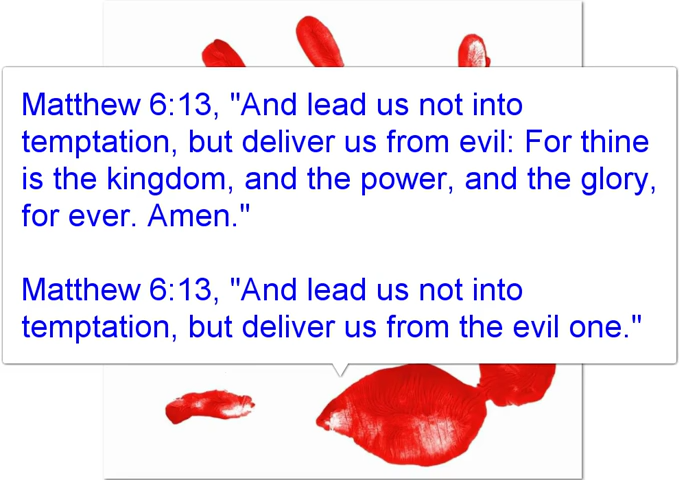 Matthew 6:13, "And lead us not into
temptation, but deliver us from evil: For thine
is the kingdom, and the power, and the glory,
for ever. Amen."
Matthew 6:13, "And lead us not into
temptation, but deliver us from the evil one."